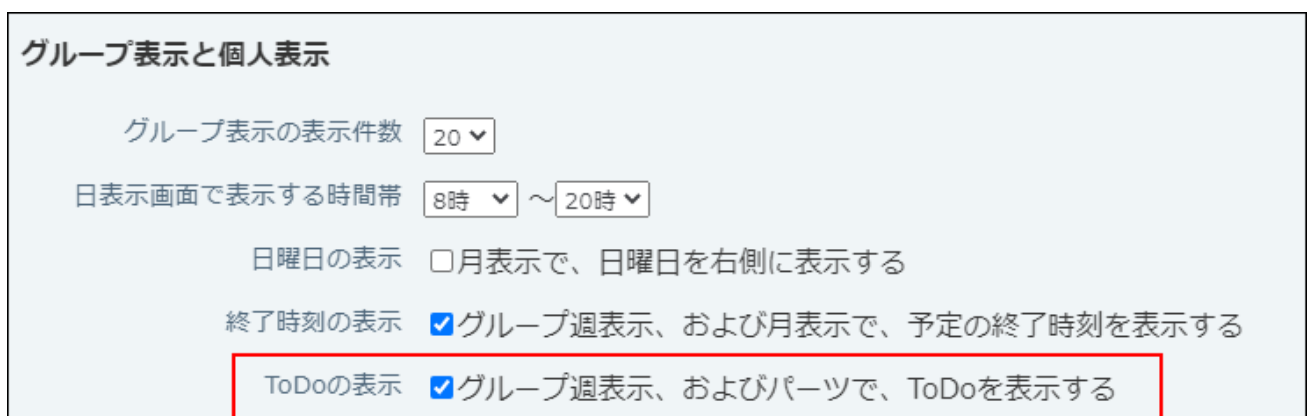 グループ表示と個人表示
グループ表示の表示件数 20
日表示画面で表示する時間帯 8時 ～ 20時
日曜日の表示 月表示で、日曜日を右側に表示する
終了時刻の表示 グループ週表示、および月表示で、予定の終了時刻を表示する
ToDoの表示 グループ週表示、およびパーツで、ToDoを表示する